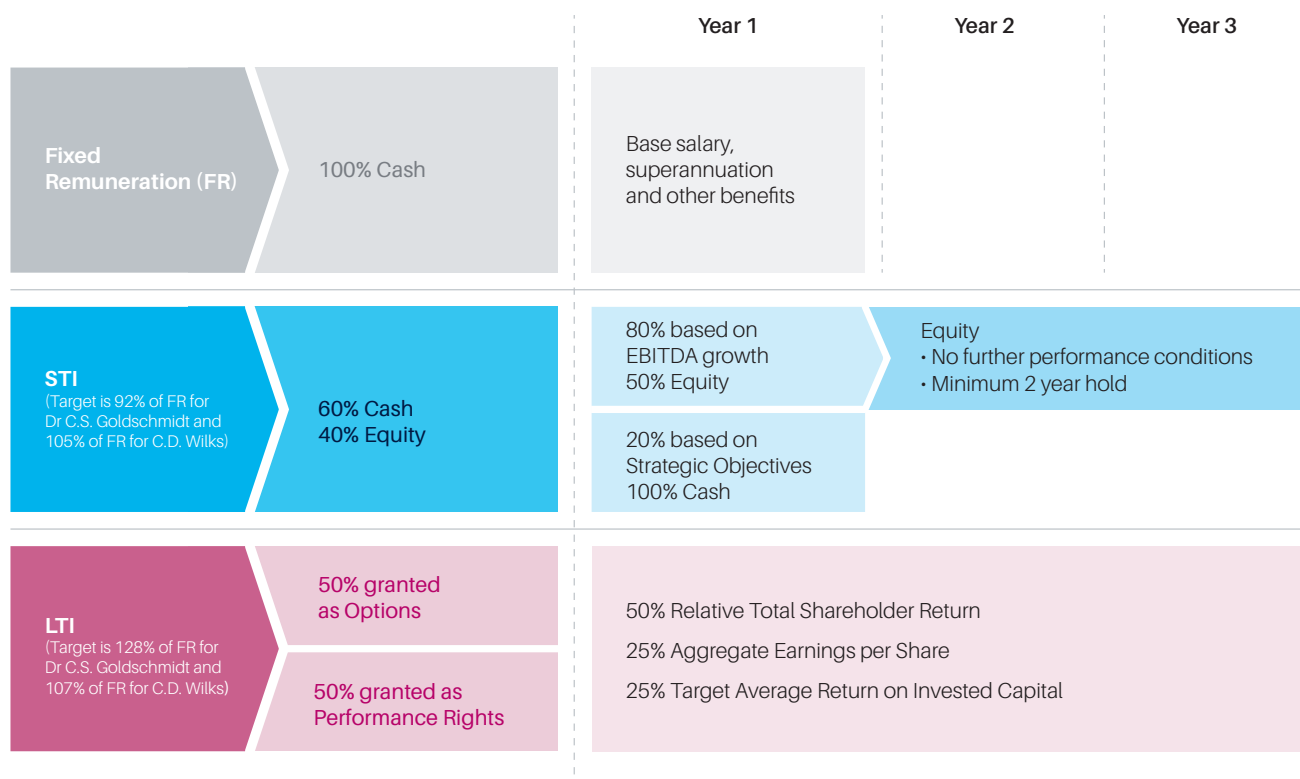 Year 1
Year 2
Year 3
Fixed
Remuneration (FR)
100% Cash
Base salary,
superannuation
and other benefits
STI
(Target is 92% of FR for
Dr C.S. Goldschmidt and
105% of FR for C.D. Wilks)
60% Cash
40% Equity
80% based on
EBITDA growth
50% Equity
Equity
• No further performance conditions
• Minimum 2 year hold
20% based on
Strategic Objectives
100% Cash
LTI
(Target is 128% of FR for
Dr C.S. Goldschmidt and
107% of FR for C.D. Wilks)
50% granted
as Options
50% granted as
Performance Rights
50% Relative Total Shareholder Return
25% Aggregate Earnings per Share
25% Target Average Return on Invested Capital